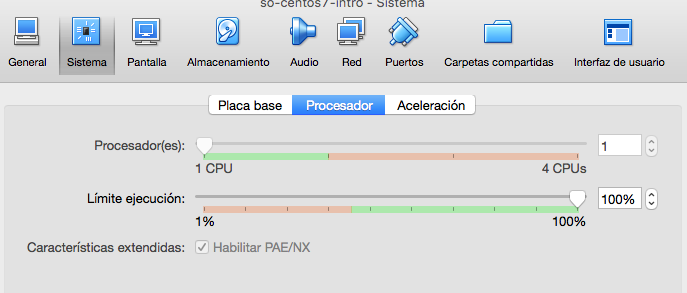 so-centos7-intro - Sistema
General Sistema Pantalla Almacenamiento Audio Red Puertos Carpetas compartidas Interfaz de usuario
Placa base Procesador Aceleración
Procesador(es): 1
1 CPU 4 CPUs
Límite ejecución: 100%
1% 100%
Características extendidas: Habilitar PAE/NX